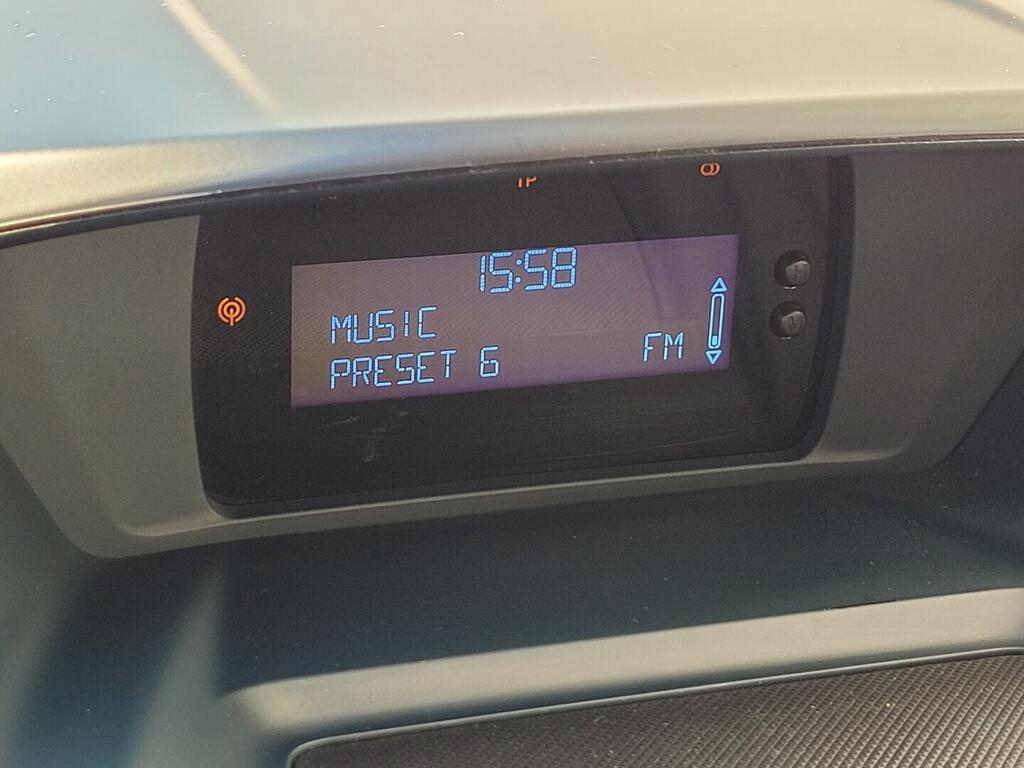 TP
15:58
MUSIC
PRESET 6 FM
H
M